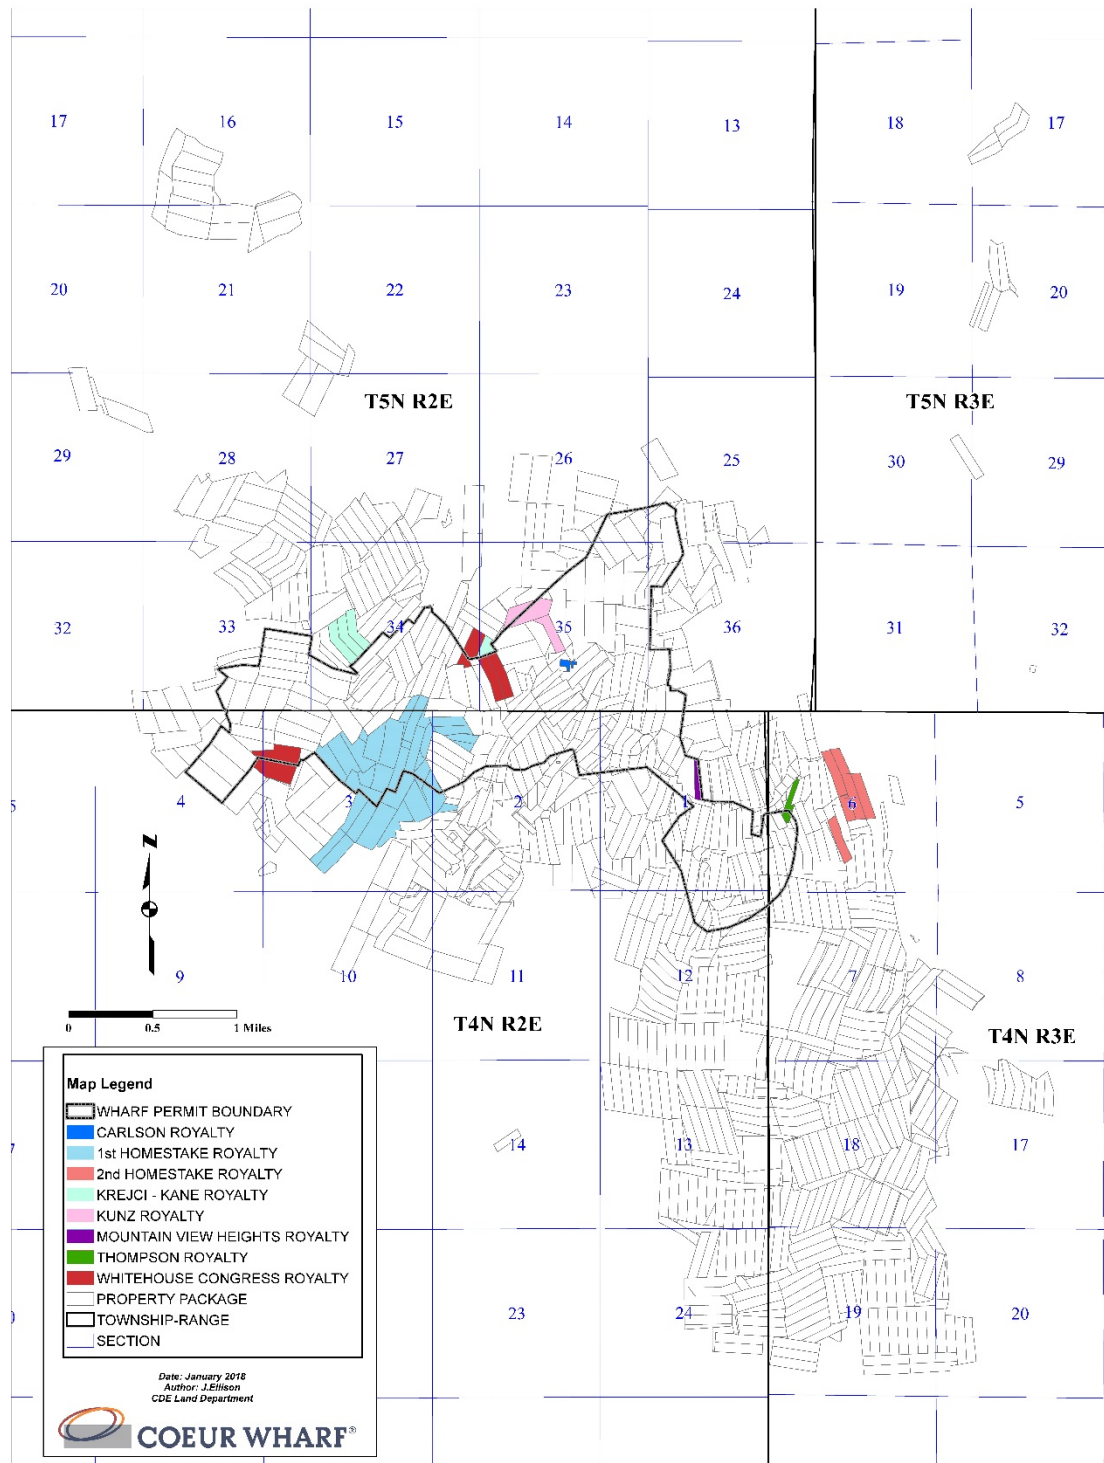 17 16 15 14 13 18 17
20 21 22 23 24 19 20
T5N R2E T5N R3E
29 28 27 26 25 30 29
32 33 34 35 36 31 32
4 3 2 1 6 5
Z
9 10 11 12 7 8
0 0.5 1 Miles
T4N R2E T4N R3E
14 13 18 17
23 24 19 20
Map Legend
WHARF PERMIT BOUNDARY
CARLSON ROYALTY
1st HOMESTAKE ROYALTY
2nd HOMESTAKE ROYALTY
KREJCI - KANE ROYALTY
KUNZ ROYALTY
MOUNTAIN VIEW HEIGHTS ROYALTY
THOMPSON ROYALTY
WHITEHOUSE CONGRESS ROYALTY
PROPERTY PACKAGE
TOWNSHIP-RANGE
SECTION
Date: January 2018
Author: J.Ellison
CDE Land Department
COEUR WHARF®